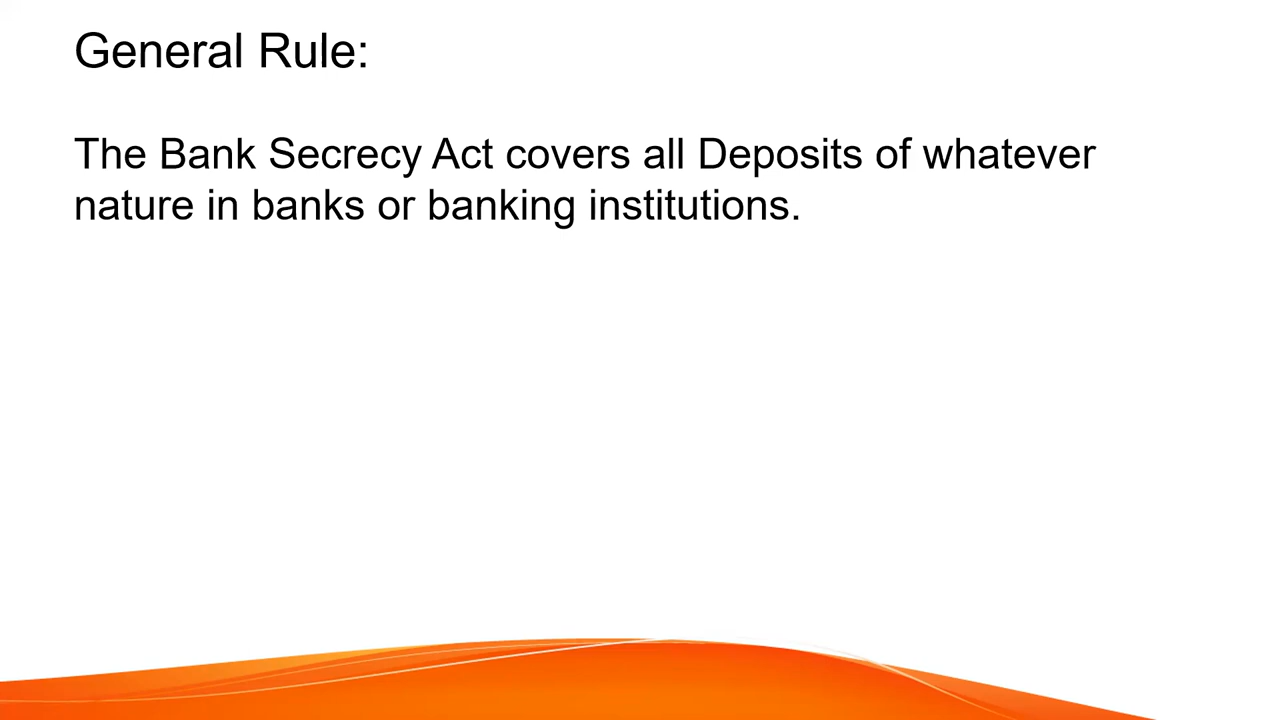 General Rule:
The Bank Secrecy Act covers all Deposits of whatever
nature in banks or banking institutions.